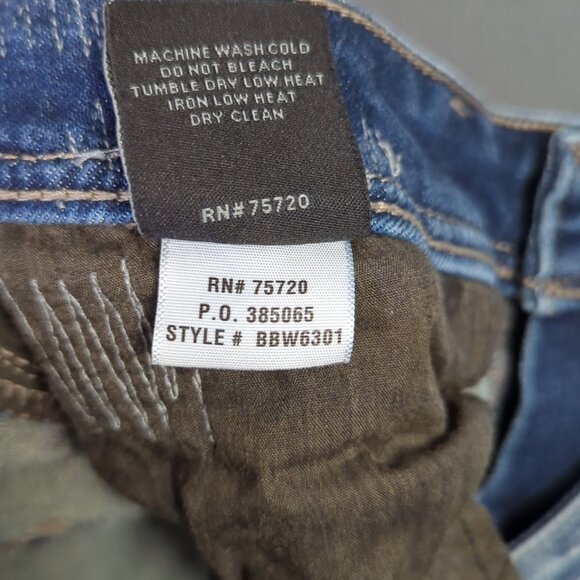 MACHINE WASH COLD
DO NOT BLEACH
TUMBLE DRY LOW HEAT
IRON LOW HEAT
DRY CLEAN
RN# 75720
RN# 75720
P.O. 385065
STYLE # BBW6301